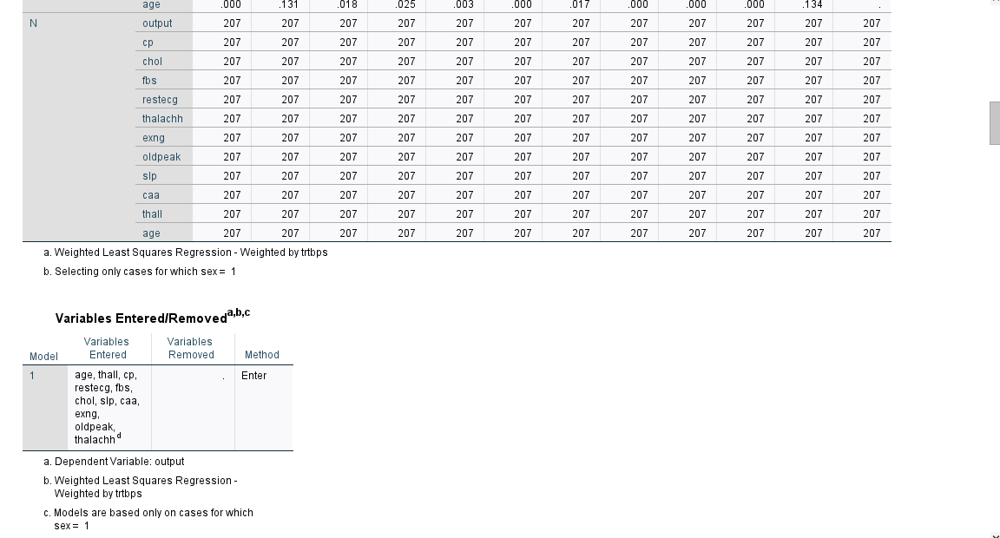 age .000 .131 .018 .025 .003 .000 .017 .000 .000 .000 .134 .
N output 207 207 207 207 207 207 207 207 207 207 207 207
cp 207 207 207 207 207 207 207 207 207 207 207 207
chol 207 207 207 207 207 207 207 207 207 207 207 207
fbs 207 207 207 207 207 207 207 207 207 207 207 207
restecg 207 207 207 207 207 207 207 207 207 207 207 207
thalachh 207 207 207 207 207 207 207 207 207 207 207 207
exng 207 207 207 207 207 207 207 207 207 207 207 207
oldpeak 207 207 207 207 207 207 207 207 207 207 207 207
slp 207 207 207 207 207 207 207 207 207 207 207 207
caa 207 207 207 207 207 207 207 207 207 207 207 207
thall 207 207 207 207 207 207 207 207 207 207 207 207
age 207 207 207 207 207 207 207 207 207 207 207 207
a. Weighted Least Squares Regression - Weighted by trtbps
b. Selecting only cases for which sex = 1
Variables Entered/Removed a,b,c
Variables Variables
Model Entered Removed Method
1 age, thall, cp, . Enter
restecg, fbs,
chol, slp, caa,
exng,
oldpeak,
thalachh d
a. Dependent Variable: output
b. Weighted Least Squares Regression -
Weighted by trtbps
c. Models are based only on cases for which
sex = 1